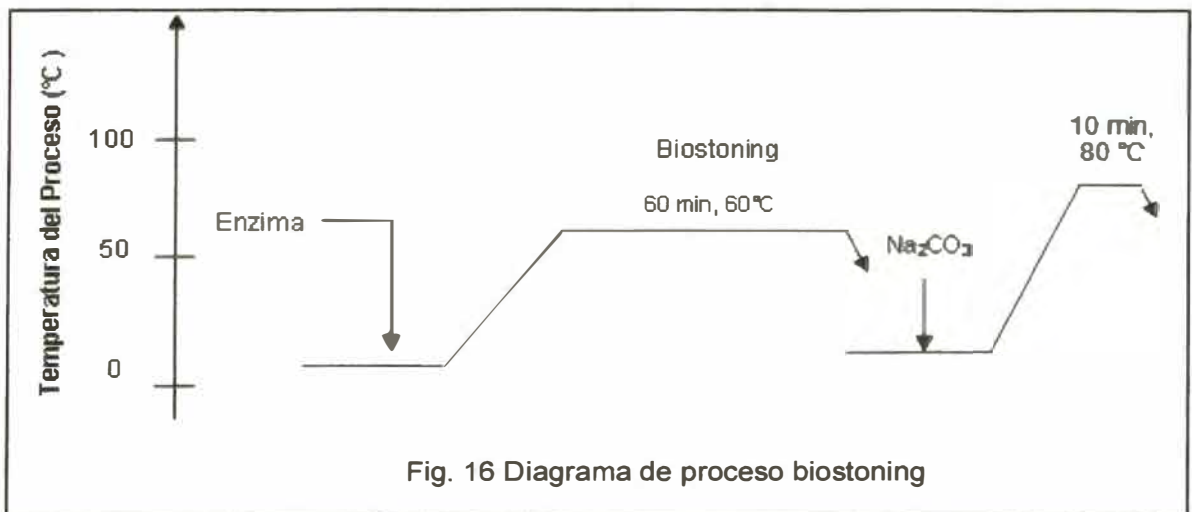 Temperatura del Proceso (°C)
100
50
0
Enzima
Biostoning
60 min, 60°C
Na₂CO₃
10 min,
80 °C
Fig. 16 Diagrama de proceso biostoning